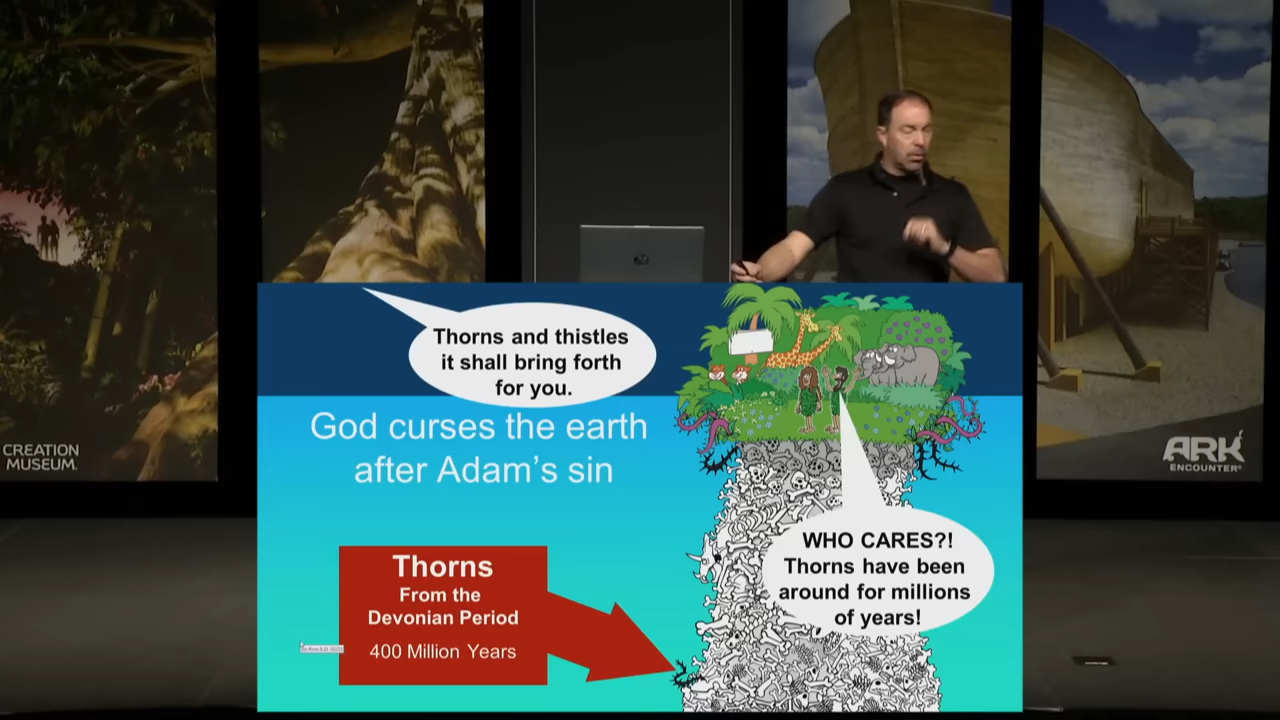 CREATION
MUSEUM
ARK
ENCOUNTER
Thorns and thistles
it shall bring forth
for you.
God curses the earth
after Adam’s sin
WHO CARES?!
Thorns have been
around for millions
of years!
Thorns
From the
Devonian Period
400 Million Years